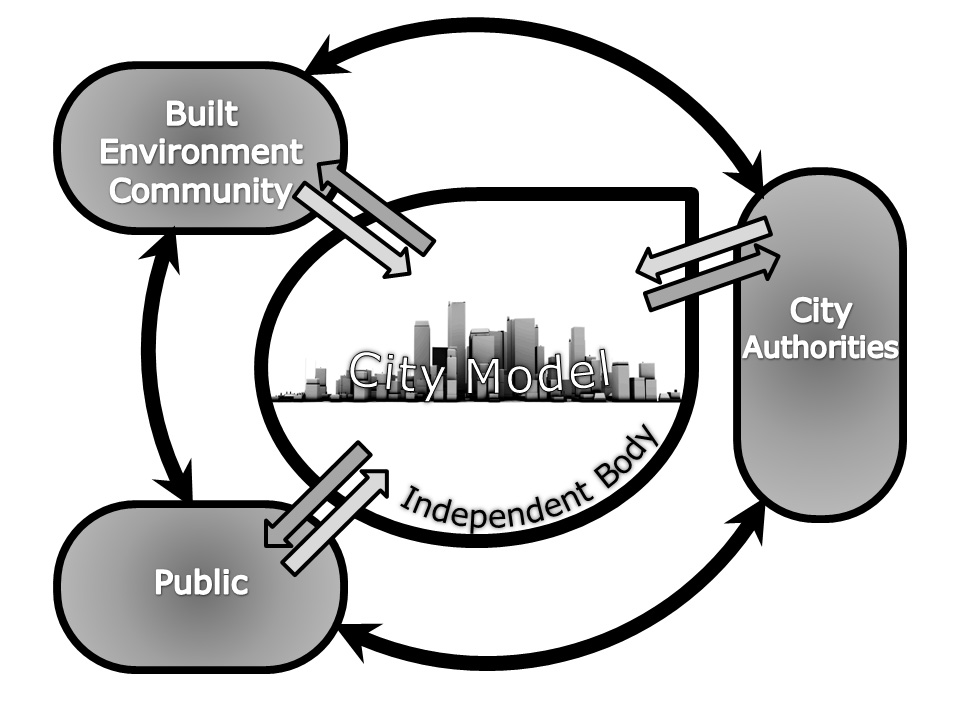 Built
Environment
Community
City
Authorities
City Model
Independent Body
Public